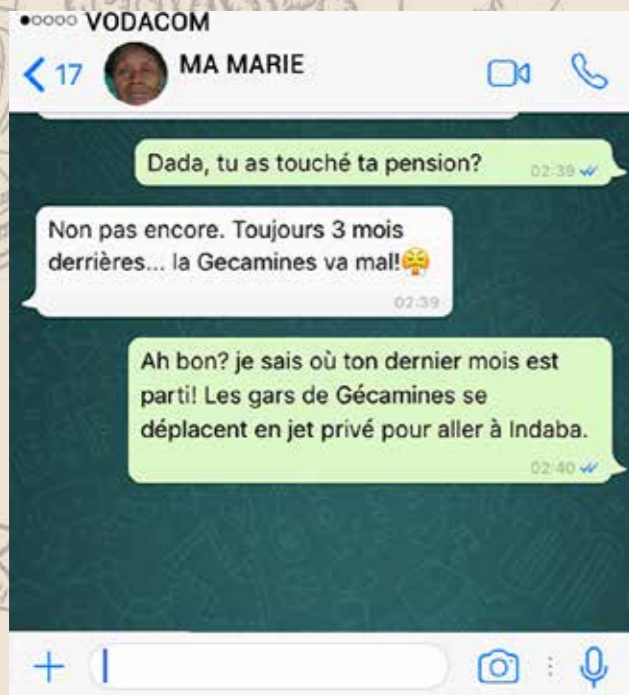 VODACOM
17 MA MARIE
Dada, tu as touché ta pension?
02:39
Non pas encore. Toujours 3 mois
derrières... la Gecamines va mal!😤
02:39
Ah bon? je sais où ton dernier mois est
parti! Les gars de Gécamines se
déplacent en jet privé pour aller à Indaba.
02:40